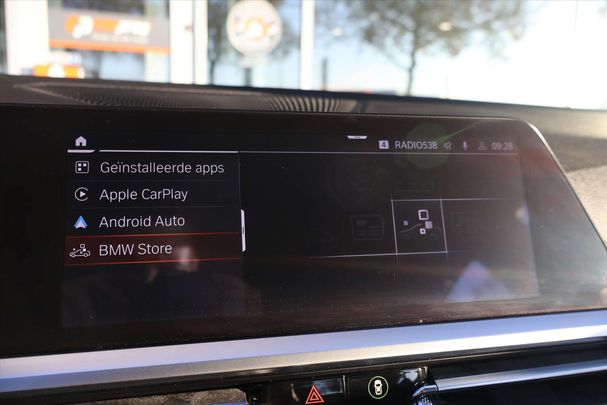 4 RADIO538 09:28
Geïnstalleerde apps
Apple CarPlay
Android Auto
BMW Store